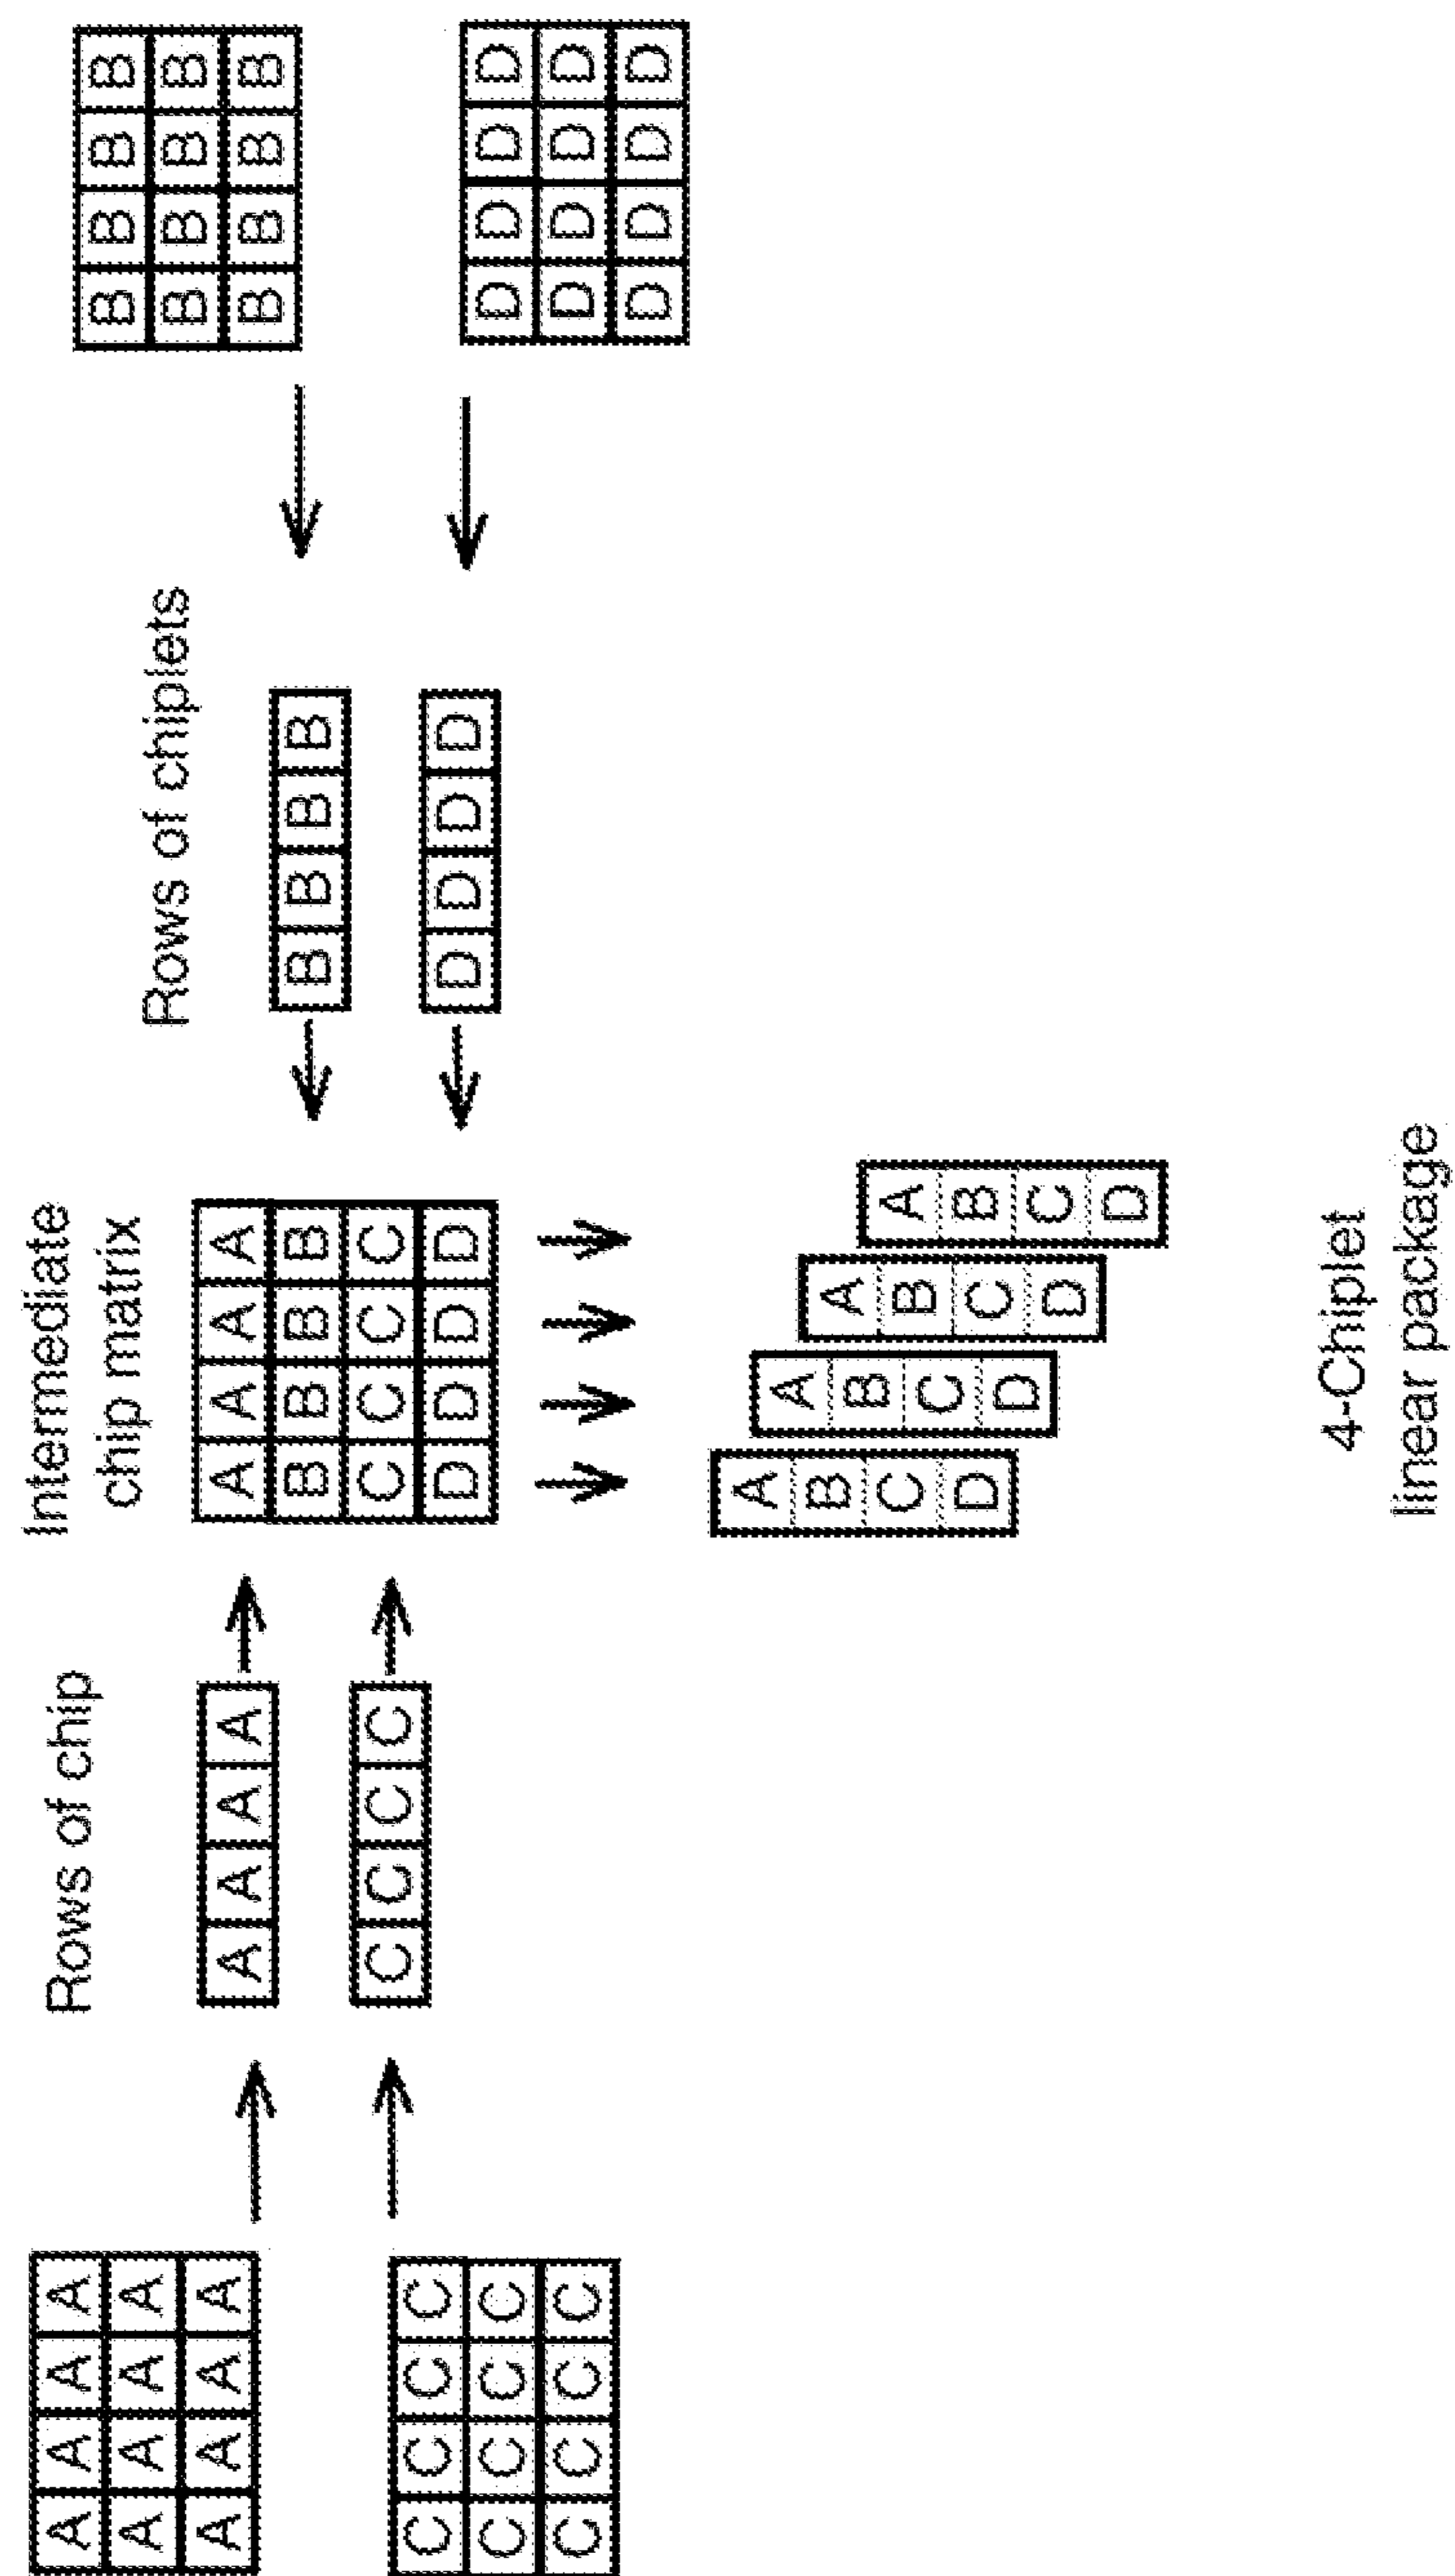 A A A A
A A A A
A A A A
C C C C
C C C C
C C C C
Rows of chip
A A A A
C C C C
Intermediate
chip matrix
A A A A
B B B B
C C C C
D D D D
Rows of chiplets
B B B B
D D D D
B B B B
B B B B
B B B B
D D D D
D D D D
D D D D
A
B
C
D
A
B
C
D
A
B
C
D
A
B
C
D
4-Chiplet
linear package